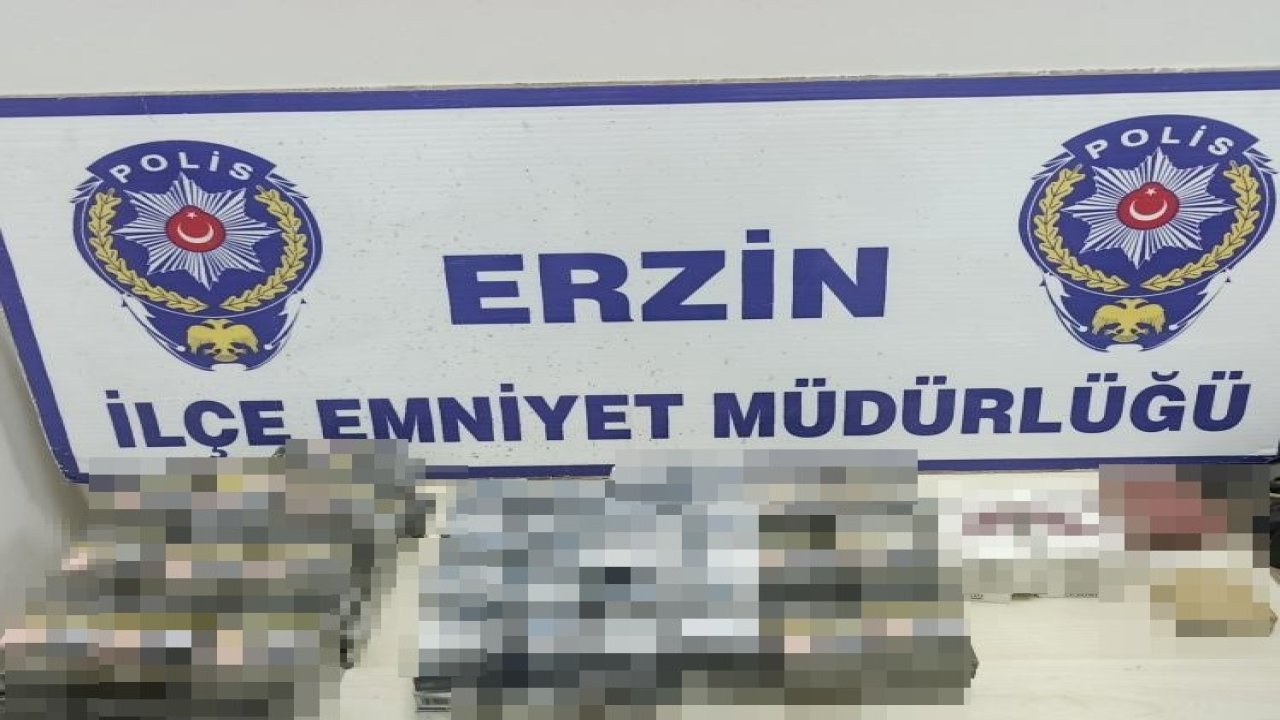 POLİS
POLİS
ERZİN
İLÇE EMNİYET MÜDÜRLÜĞÜ